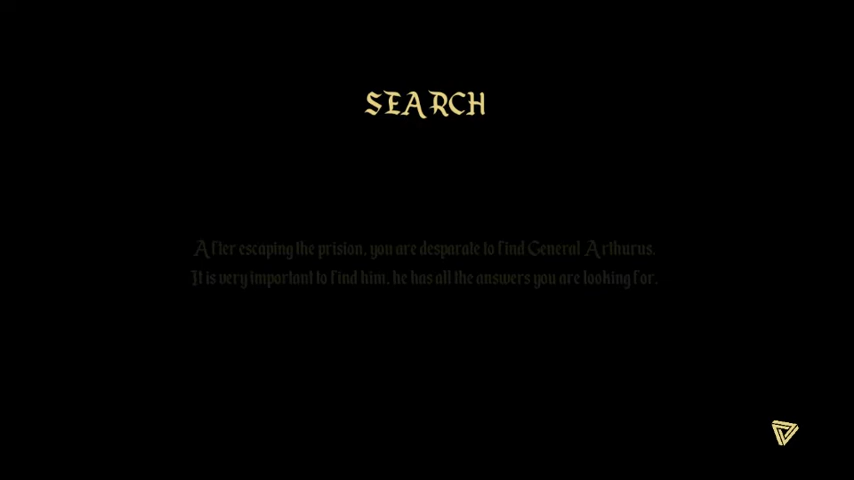 SEARCH
After escaping the prision, you are desparate to find General Arthurus.
It is very important to find him, he has all the answers you are looking for.